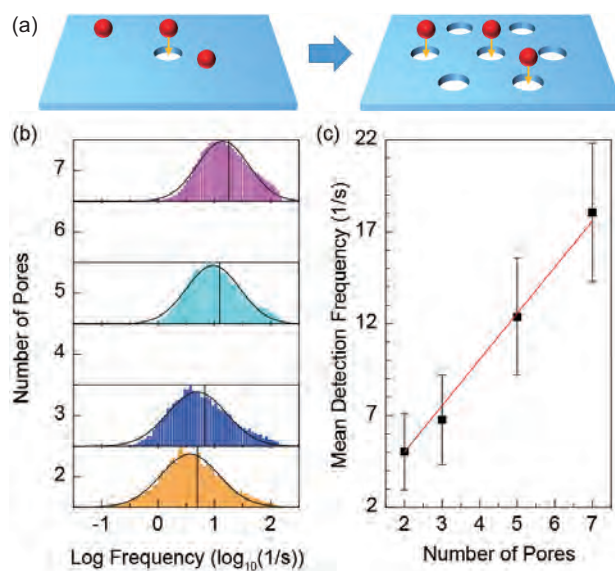 (a)
(b)
7
6
5
4
3
2
-1 0 1 2
Number of Pores
Log Frequency (log₁₀(1/s))
(c)
22
17
12
7
2
2 3 4 5 6 7
Mean Detection Frequency (1/s)
Number of Pores